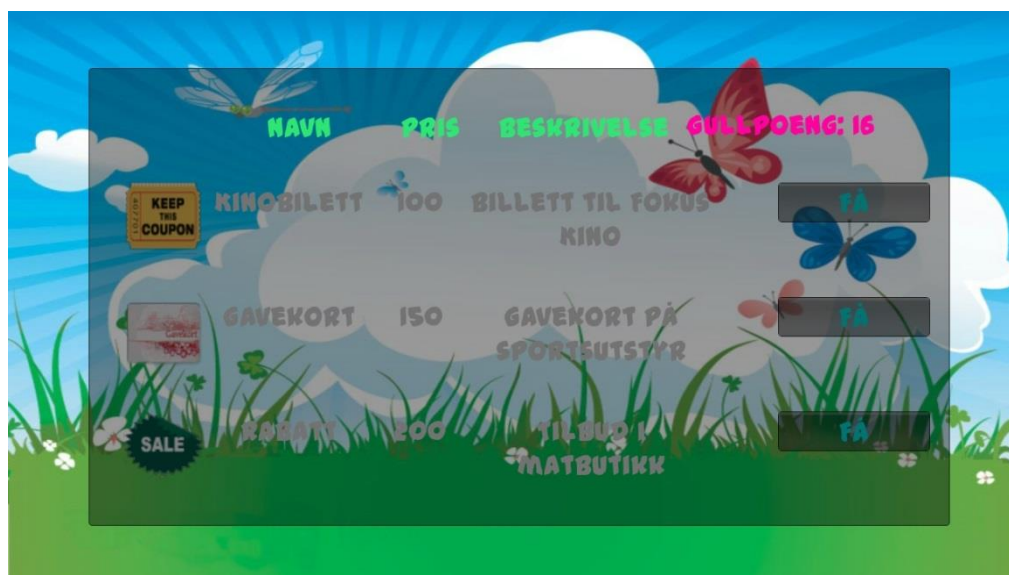 NAVN PRIS BESKRIVELSE GULLPOENG: 16
KEEP
THIS
COUPON
KINOBILETT 100 BILLETT TIL FOKUS
KINO
FÅ
GAVEKORT 150 GAVEKORT PÅ
SPORTSUTSTYR
FÅ
SALE
RABATT 200 TILBUD I
MATBUTIKK
FÅ